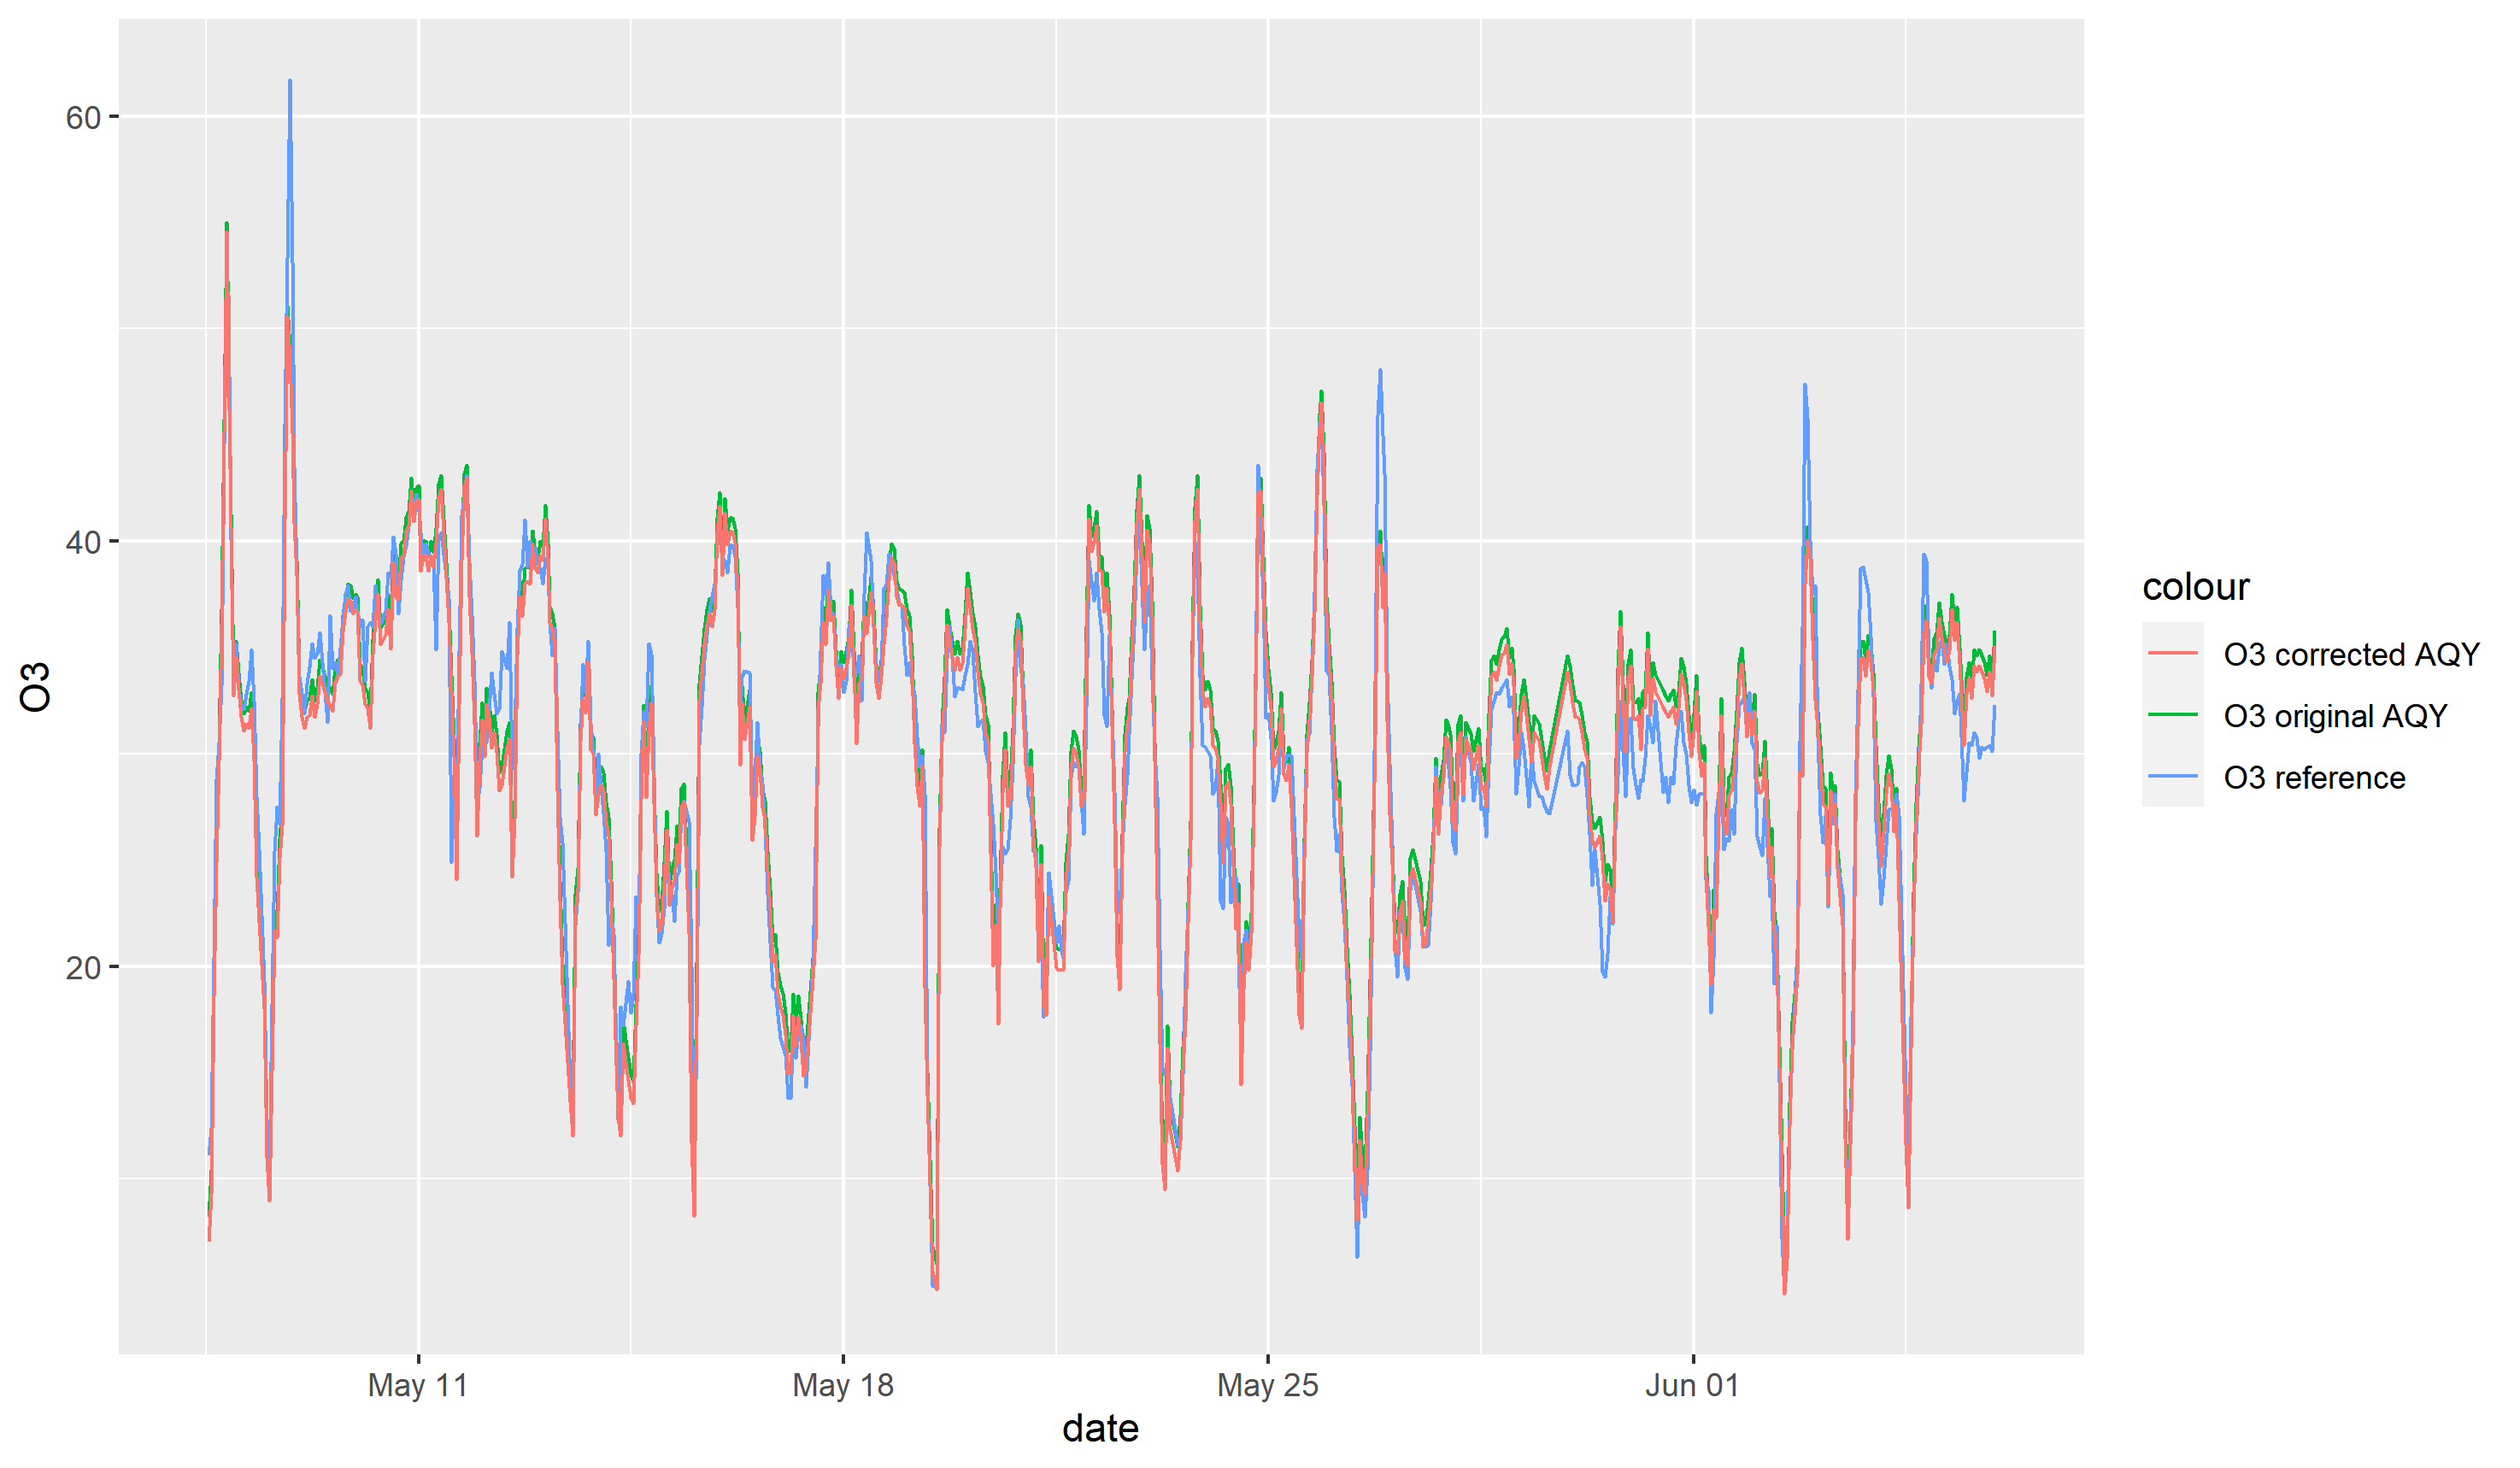 60
40
20
O3
May 11
May 18
May 25
Jun 01
date
colour
O3 corrected AQY
O3 original AQY
O3 reference